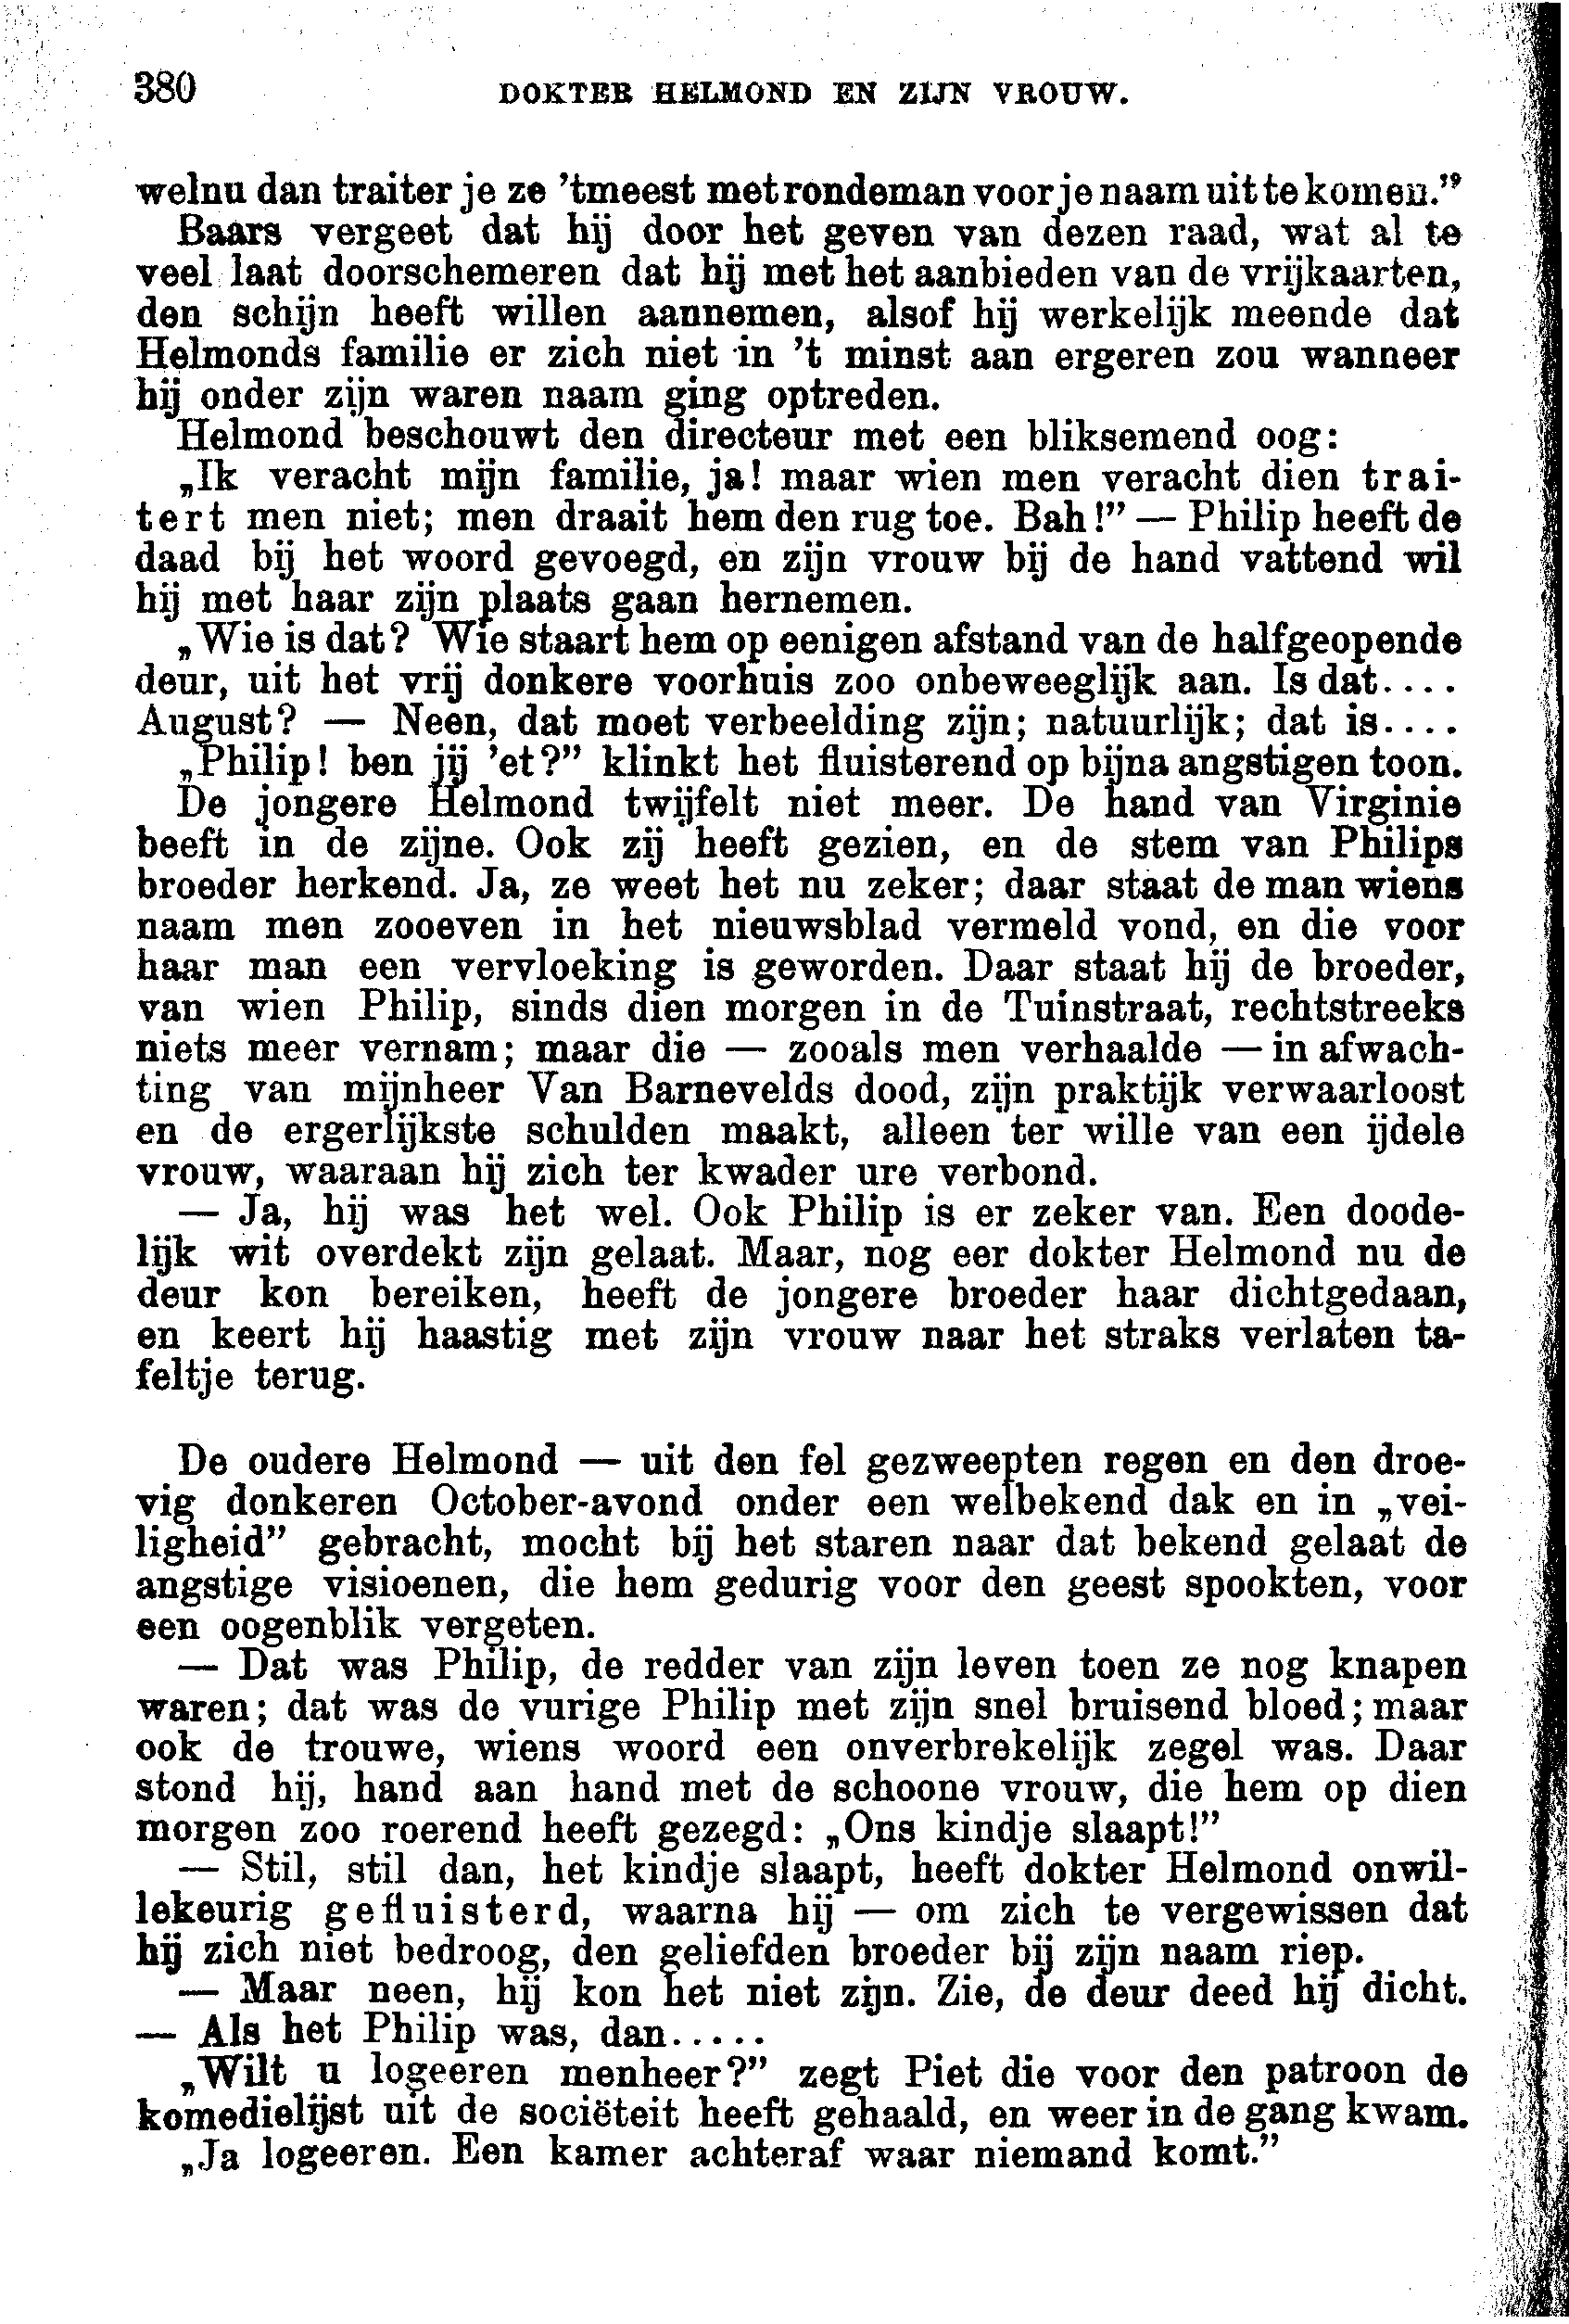 380 DOKTER HELMOND EN ZIJN VROUW.
welnu dan traiter je ze 'tmeest met rondeman voor je naam uit te komen.”
Baars vergeet dat hij door het geven van dezen raad, wat al te
veel laat doorschemeren dat hij met het aanbieden van de vrijkaarten,
den schijn heeft willen aannemen, alsof hij werkelijk meende dat
Helmonds familie er zich niet in 't minst aan ergeren zou wanneer
hij onder zijn waren naam ging optreden.
Helmond beschouwt den directeur met een bliksemend oog:
„Ik veracht mijn familie, ja! maar wien men veracht dien trai-
tert men niet; men draait hem den rug toe. Bah!” — Philip heeft de
daad bij het woord gevoegd, en zijn vrouw bij de hand vattend wil
hij met haar zijn plaats gaan hernemen.
„Wie is dat? Wie staart hem op eenigen afstand van de halfgeopende
deur, uit het vrij donkere voorhuis zoo onbeweeglijk aan. Is dat....
August? — Neen, dat moet verbeelding zijn; natuurlijk; dat is....
„Philip! ben jij 'et?” klinkt het fluisterend op bijna angstigen toon.
De jongere Helmond twijfelt niet meer. De hand van Virginie
beeft in de zijne. Ook zij heeft gezien, en de stem van Philips
broeder herkend. Ja, ze weet het nu zeker; daar staat de man wiens
naam men zooeven in het nieuwsblad vermeld vond, en die voor
haar man een vervloeking is geworden. Daar staat hij de broeder,
van wien Philip, sinds dien morgen in de Tuinstraat, rechtstreeks
niets meer vernam; maar die — zooals men verhaalde — in afwach-
ting van mijnheer Van Barnevelds dood, zijn praktijk verwaarloost
en de ergerlijkste schulden maakt, alleen ter wille van een ijdele
vrouw, waaraan hij zich ter kwader ure verbond.
— Ja, hij was het wel. Ook Philip is er zeker van. Een doode-
lijk wit overdekt zijn gelaat. Maar, nog eer dokter Helmond nu de
deur kon bereiken, heeft de jongere broeder haar dichtgedaan,
en keert hij haastig met zijn vrouw naar het straks verlaten ta-
feltje terug.
De oudere Helmond — uit den fel gezweepten regen en den droe-
vig donkeren October-avond onder een welbekend dak en in „vei-
ligheid” gebracht, mocht bij het staren naar dat bekend gelaat de
angstige visioenen, die hem gedurig voor den geest spookten, voor
een oogenblik vergeten.
— Dat was Philip, de redder van zijn leven toen ze nog knapen
waren; dat was de vurige Philip met zijn snel bruisend bloed; maar
ook de trouwe, wiens woord een onverbrekelijk zegel was. Daar
stond hij, hand aan hand met de schoone vrouw, die hem op dien
morgen zoo roerend heeft gezegd: „Ons kindje slaapt!”
— Stil, stil dan, het kindje slaapt, heeft dokter Helmond onwil-
lekeurig gefluisterd, waarna hij — om zich te vergewissen dat
hij zich niet bedroog, den geliefden broeder bij zijn naam riep.
— Maar neen, hij kon het niet zijn. Zie, de deur deed hij dicht.
— Als het Philip was, dan.....
„Wilt u logeeren menheer?” zegt Piet die voor den patroon de
komedielijst uit de sociëteit heeft gehaald, en weer in de gang kwam.
„Ja logeeren. Een kamer achteraf waar niemand komt.”